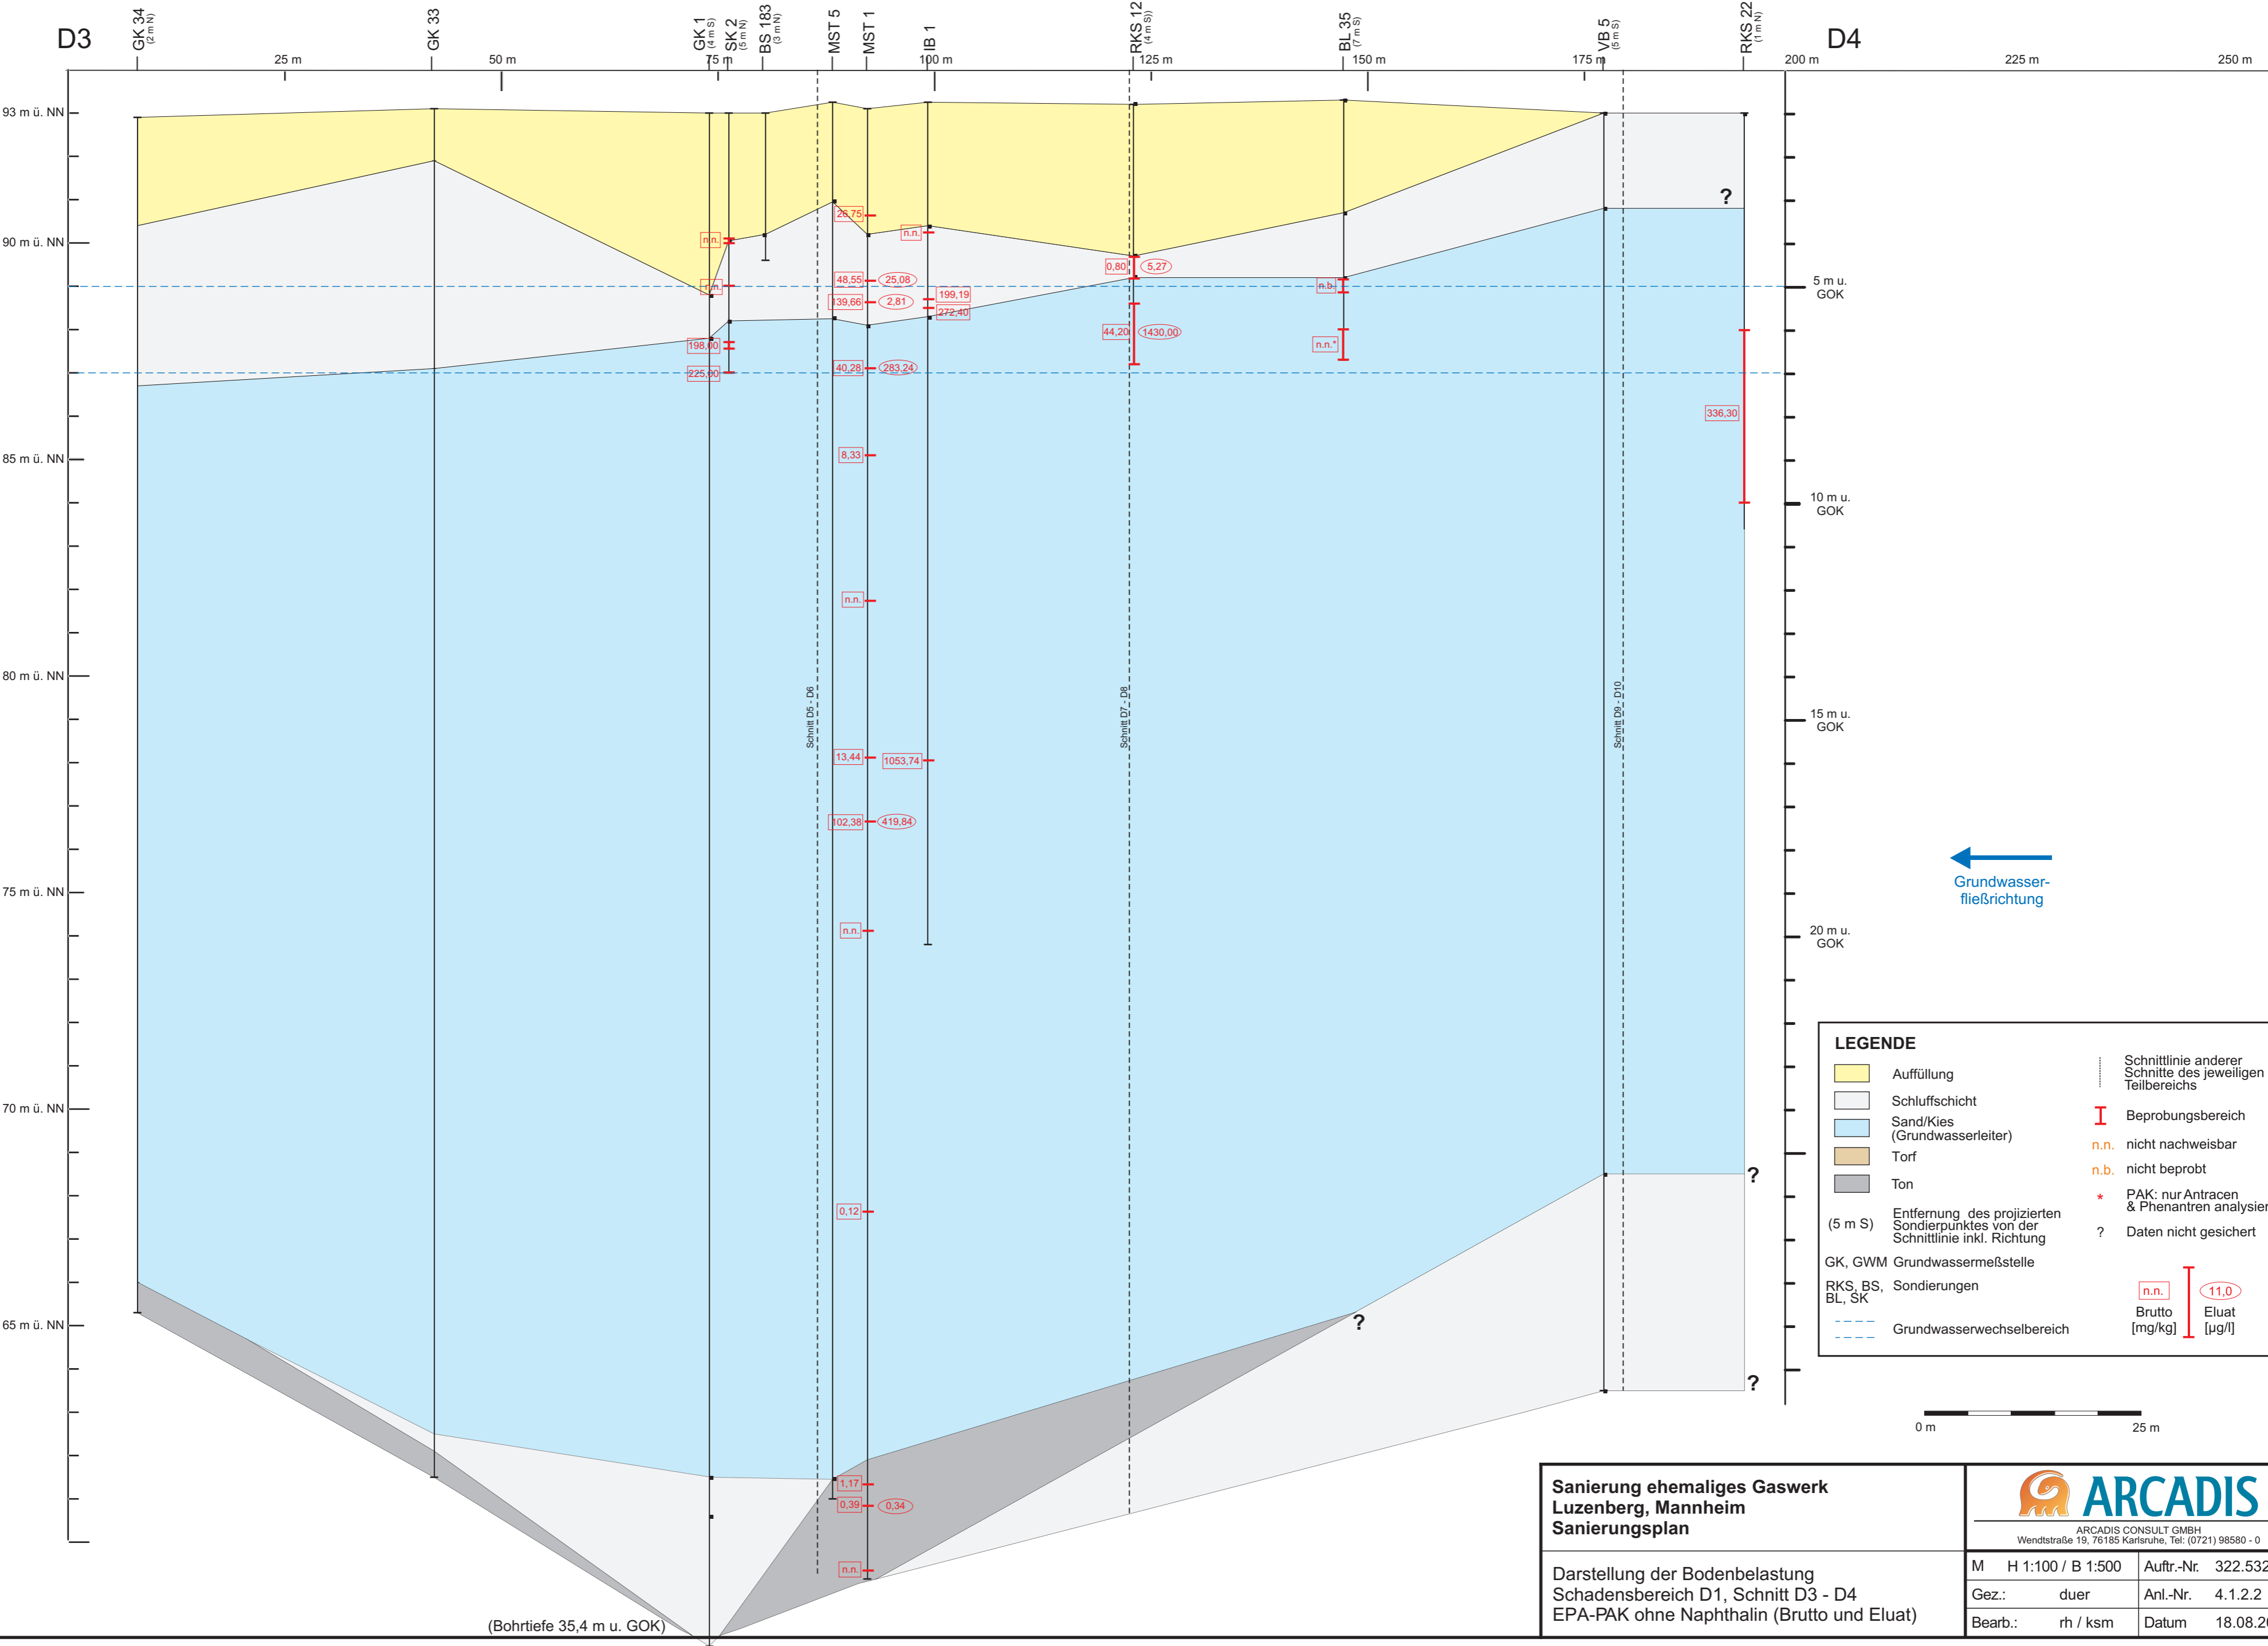 D3
GK 34
(2 m N)
GK 33
GK 1
(4 m S)
SK 2
(5 m N)
BS 183
(3 m N)
MST 5
MST 1
IB 1
RKS 12
(4 m S))
BL 35
(7 m S)
VB 5
(5 m S)
RKS 22
(1 m N)
D4
25 m
50 m
75 m
100 m
125 m
150 m
175 m
200 m
225 m
250 m
93 m ü. NN
90 m ü. NN
85 m ü. NN
80 m ü. NN
75 m ü. NN
70 m ü. NN
65 m ü. NN
5 m u.
GOK
10 m u.
GOK
15 m u.
GOK
20 m u.
GOK
n.n.
n.n.
198,00
225,00
26,75
48,55
25,08
139,66
2,81
40,28
283,24
8,33
n.n.
13,44
102,38
419,84
n.n.
0,12
1,17
0,39
0,34
n.n.
n.n.
199,19
272,40
1053,74
0,80
5,27
44,20
1430,00
n.b.
n.n.*
336,30
?
?
?
?
Schnitt D5 - D6
Schnitt D7 - D8
Schnitt D9 - D10
(Bohrtiefe 35,4 m u. GOK)
Grundwasser-
fließrichtung
LEGENDE
Auffüllung
Schluffschicht
Sand/Kies
(Grundwasserleiter)
Torf
Ton
(5 m S)
Entfernung des projizierten
Sondierpunktes von der
Schnittlinie inkl. Richtung
GK, GWM Grundwassermeßstelle
RKS, BS, Sondierungen
BL, SK
Grundwasserwechselbereich
Schnittlinie anderer
Schnitte des jeweiligen
Teilbereichs
Beprobungsbereich
n.n. nicht nachweisbar
n.b. nicht beprobt
* PAK: nur Antracen
& Phenantren analysier
? Daten nicht gesichert
n.n.
11,0
Brutto
[mg/kg]
Eluat
[µg/l]
0 m
25 m
Sanierung ehemaliges Gaswerk
Luzenberg, Mannheim
Sanierungsplan
Darstellung der Bodenbelastung
Schadensbereich D1, Schnitt D3 - D4
EPA-PAK ohne Naphthalin (Brutto und Eluat)
ARCADIS
ARCADIS CONSULT GMBH
Wendtstraße 19, 76185 Karlsruhe, Tel: (0721) 98580 - 0
M H 1:100 / B 1:500
Auftr.-Nr. 322.532
Gez.: duer
Anl.-Nr. 4.1.2.2
Bearb.: rh / ksm
Datum 18.08.2